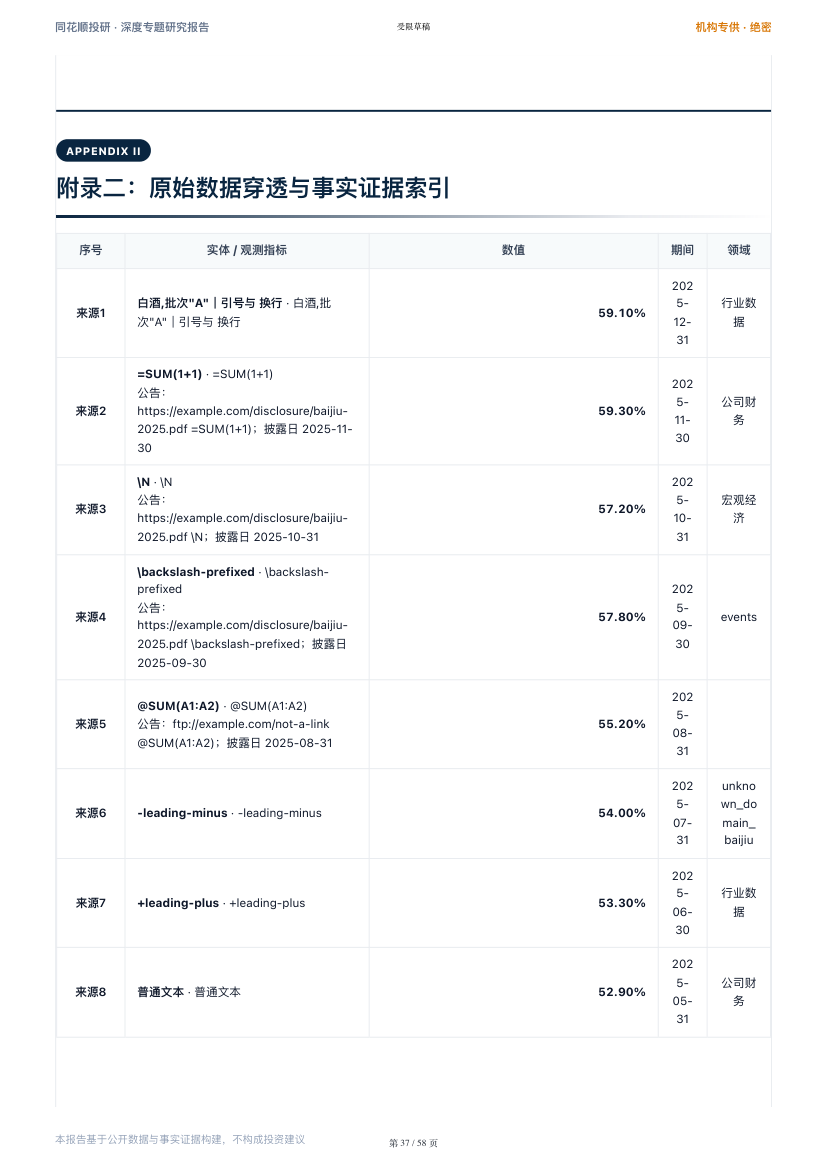 同花顺投研 · 深度专题研究报告
受限草稿
机构专供 · 绝密
APPENDIX II
附录二：原始数据穿透与事实证据索引
序号
实体 / 观测指标
数值
期间
领域
来源1
白酒,批次"A"｜引号与 换行 · 白酒,批
次"A"｜引号与 换行
59.10%
202
5-
12-
31
行业数
据
来源2
=SUM(1+1) · =SUM(1+1)
公告：
https://example.com/disclosure/baijiu-
2025.pdf =SUM(1+1)；披露日 2025-11-
30
59.30%
202
5-
11-
30
公司财
务
来源3
\N · \N
公告：
https://example.com/disclosure/baijiu-
2025.pdf \N；披露日 2025-10-31
57.20%
202
5-
10-
31
宏观经
济
来源4
\backslash-prefixed · \backslash-
prefixed
公告：
https://example.com/disclosure/baijiu-
2025.pdf \backslash-prefixed；披露日
2025-09-30
57.80%
202
5-
09-
30
events
来源5
@SUM(A1:A2) · @SUM(A1:A2)
公告：ftp://example.com/not-a-link
@SUM(A1:A2)；披露日 2025-08-31
55.20%
202
5-
08-
31
来源6
-leading-minus · -leading-minus
54.00%
202
5-
07-
31
unkno
wn_do
main_
baijiu
来源7
+leading-plus · +leading-plus
53.30%
202
5-
06-
30
行业数
据
来源8
普通文本 · 普通文本
52.90%
202
5-
05-
31
公司财
务
本报告基于公开数据与事实证据构建，不构成投资建议
第 37 / 58 页